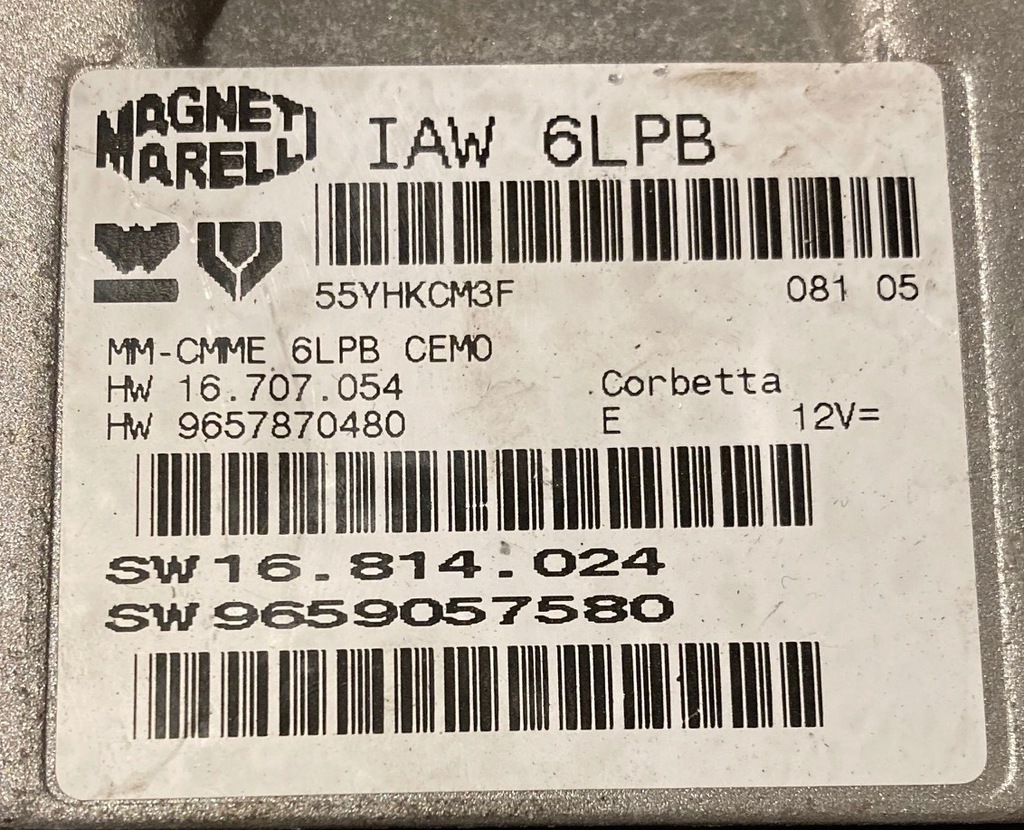 MAGNETI
MARELLI
IAW 6LPB
55YHKCM3F 081 05
MM-CMME 6LPB CEMO
HW 16.707.054 Corbetta
HW 9657870480 E 12V=
SW 16.814.024
SW 9659057580